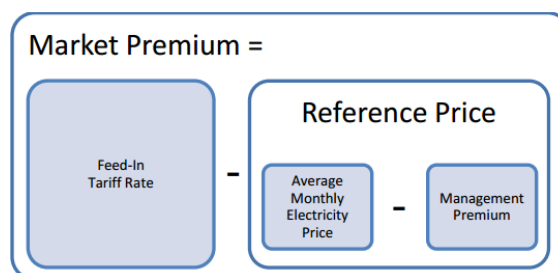 Market Premium =
Reference Price
Feed-In
Tariff Rate
-
Average
Monthly
Electricity
Price
-
Management
Premium